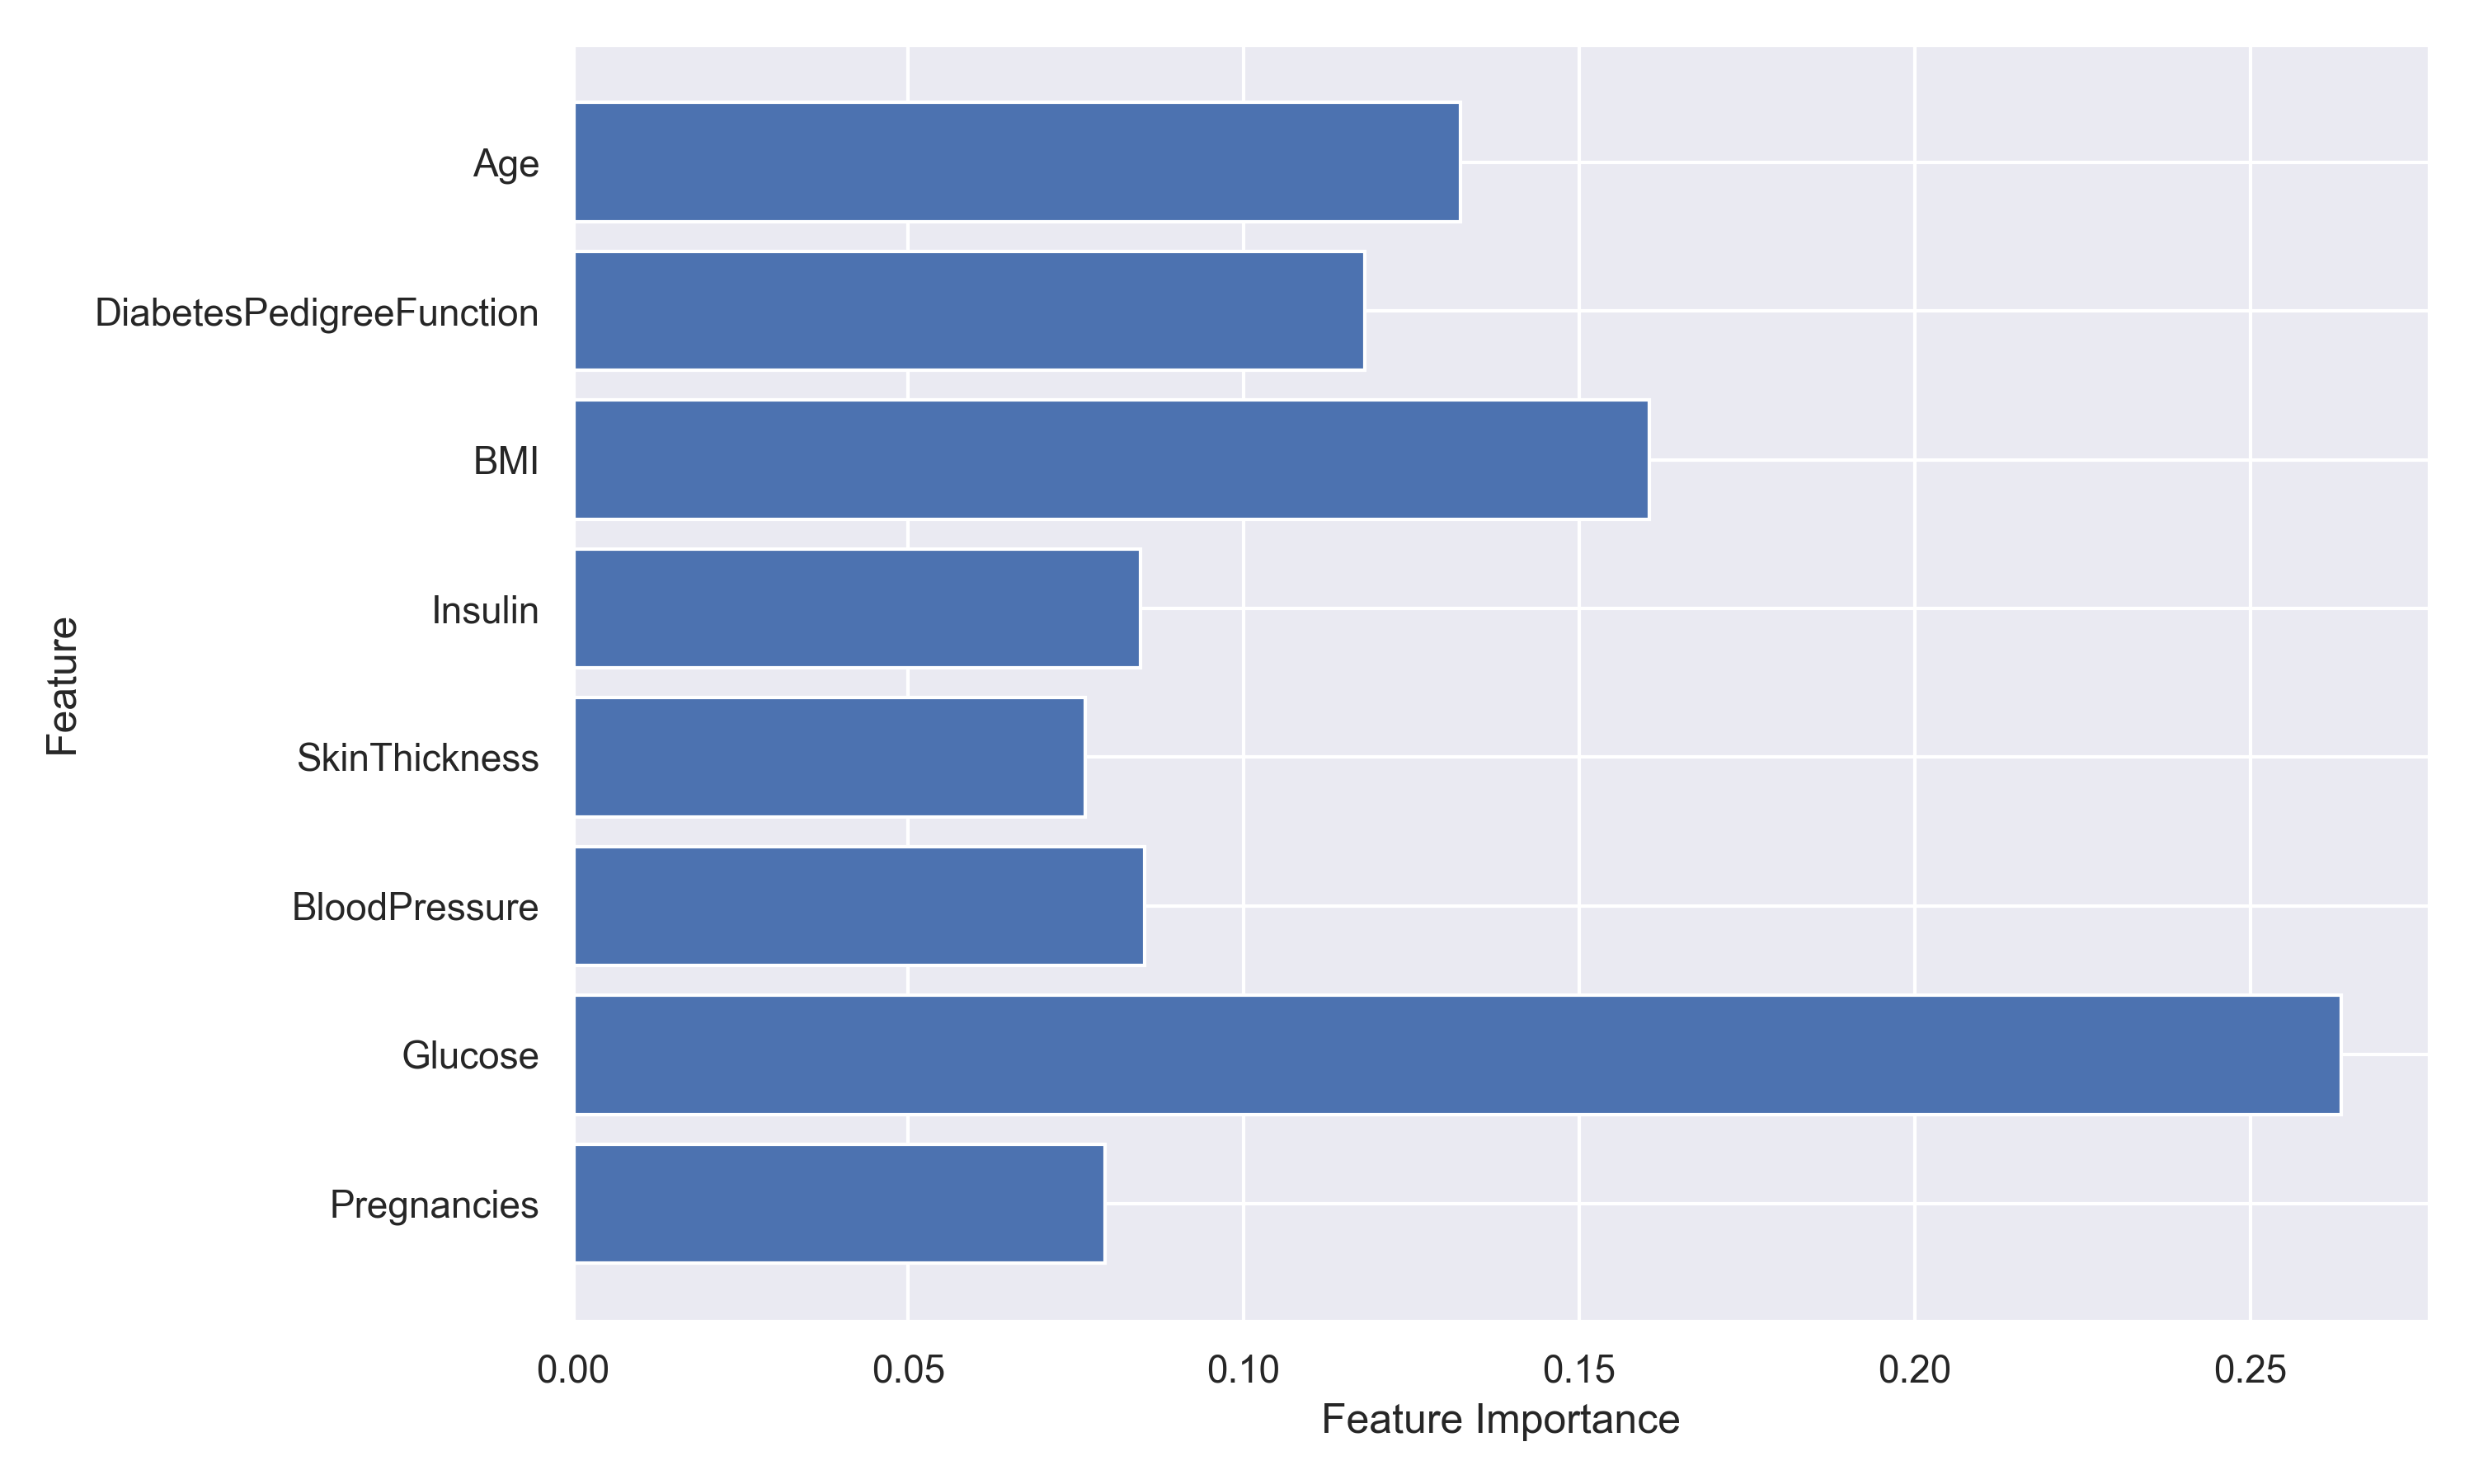 Age
DiabetesPedigreeFunction
BMI
Insulin
SkinThickness
BloodPressure
Glucose
Pregnancies
Feature
0.00 0.05 0.10 0.15 0.20 0.25
Feature Importance